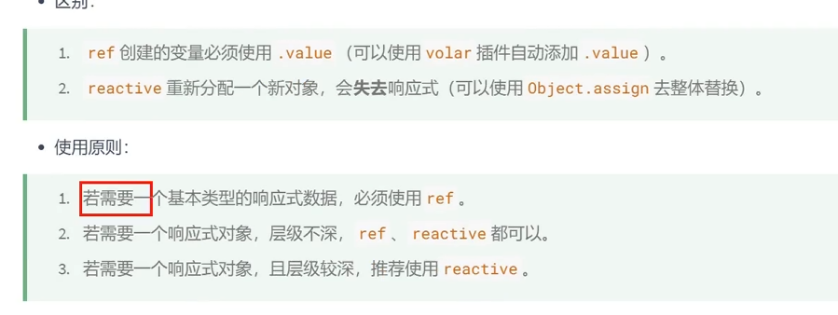 区别：
1. ref 创建的变量必须使用 .value （可以使用 volar 插件自动添加 .value ）。
2. reactive 重新分配一个新对象，会失去响应式（可以使用 Object.assign 去整体替换）。
使用原则：
1. 若需要一个基本类型的响应式数据，必须使用 ref 。
2. 若需要一个响应式对象，层级不深， ref 、 reactive 都可以。
3. 若需要一个响应式对象，且层级较深，推荐使用 reactive 。